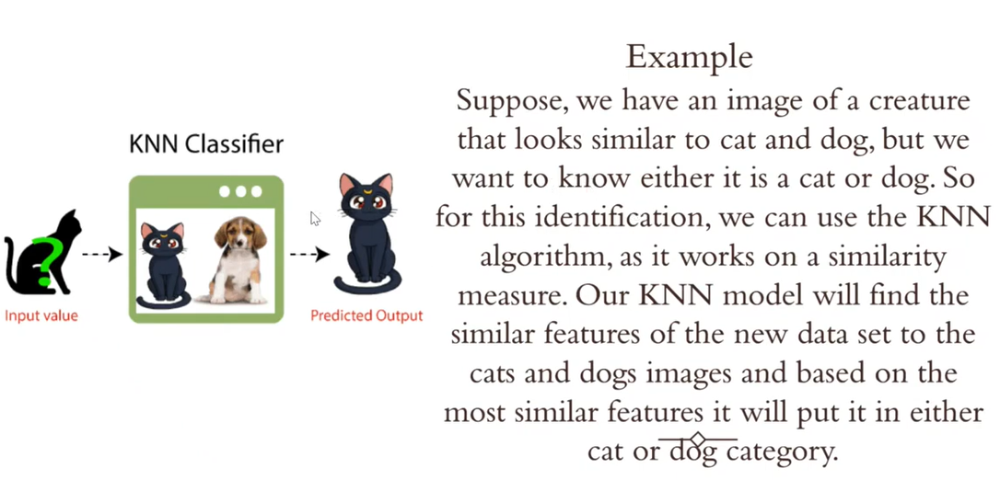 Example
Suppose, we have an image of a creature
that looks similar to cat and dog, but we
want to know either it is a cat or dog. So
for this identification, we can use the KNN
algorithm, as it works on a similarity
measure. Our KNN model will find the
similar features of the new data set to the
cats and dogs images and based on the
most similar features it will put it in either
cat or dog category.
KNN Classifier
?
Input value
Predicted Output